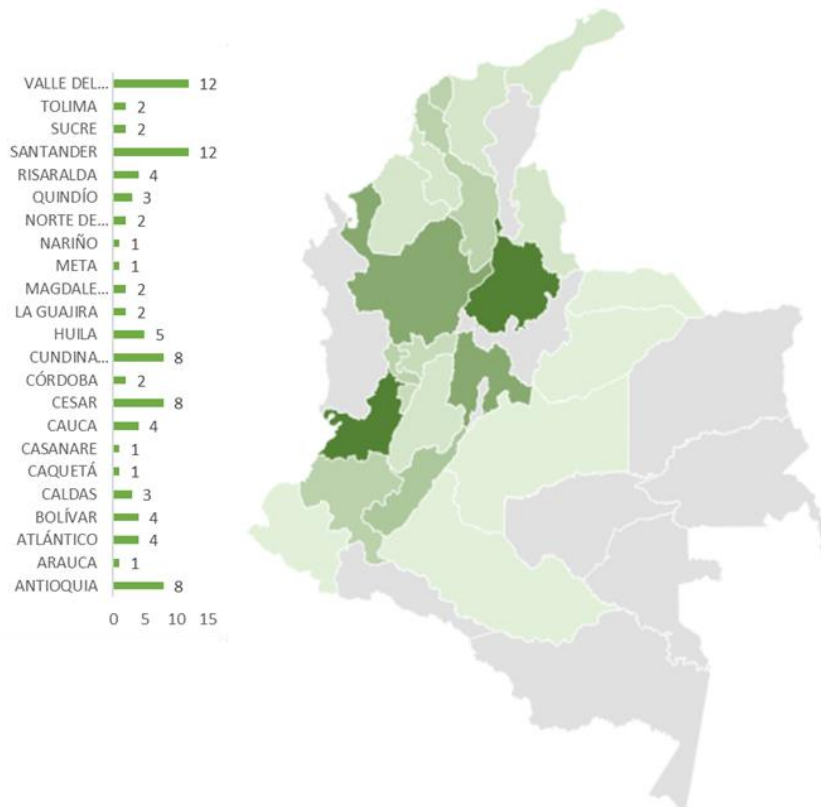 VALLE DEL... 12
TOLIMA 2
SUCRE 2
SANTANDER 12
RISARALDA 4
QUINDÍO 3
NORTE DE... 2
NARIÑO 1
META 1
MAGDALE... 2
LA GUAJIRA 2
HUILA 5
CUNDINA... 8
CÓRDOBA 2
CESAR 8
CAUCA 4
CASANARE 1
CAQUETÁ 1
CALDAS 3
BOLÍVAR 4
ATLÁNTICO 4
ARAUCA 1
ANTIOQUIA 8
0 5 10 15